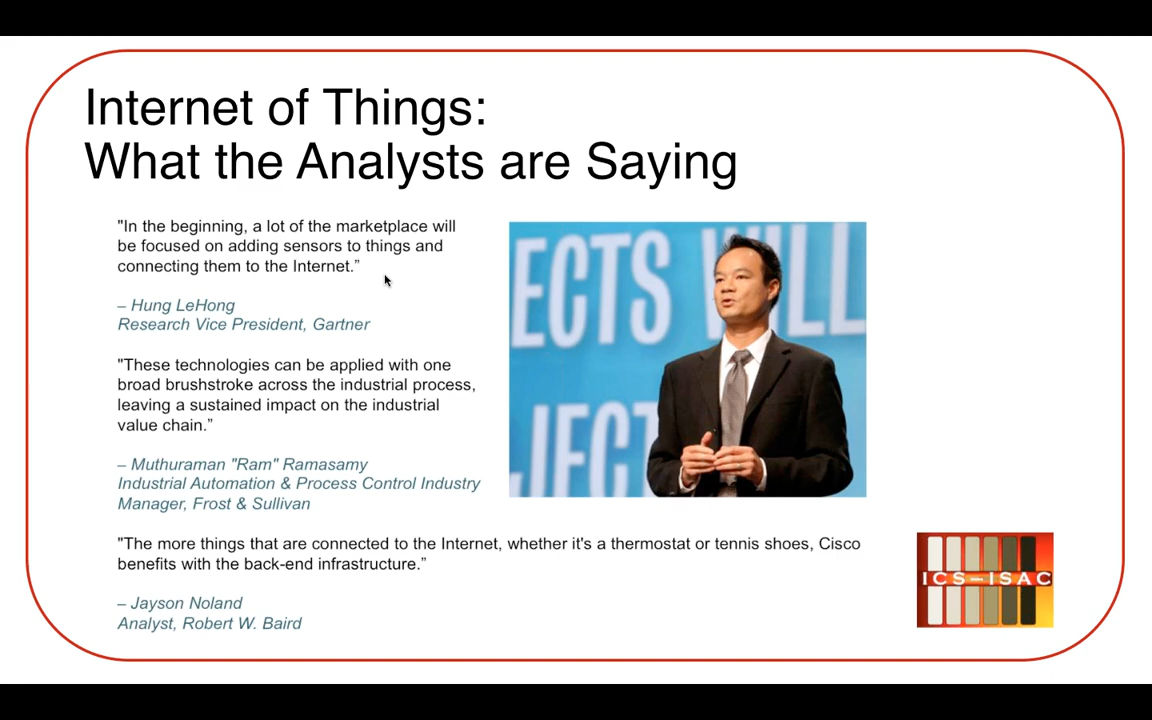 Internet of Things:
What the Analysts are Saying
"In the beginning, a lot of the marketplace will
be focused on adding sensors to things and
connecting them to the Internet.”
– Hung LeHong
Research Vice President, Gartner
"These technologies can be applied with one
broad brushstroke across the industrial process,
leaving a sustained impact on the industrial
value chain.”
– Muthuraman "Ram" Ramasamy
Industrial Automation & Process Control Industry
Manager, Frost & Sullivan
"The more things that are connected to the Internet, whether it's a thermostat or tennis shoes, Cisco
benefits with the back-end infrastructure.”
– Jayson Noland
Analyst, Robert W. Baird
ECTS WILL
JECT
ICS–ISAC